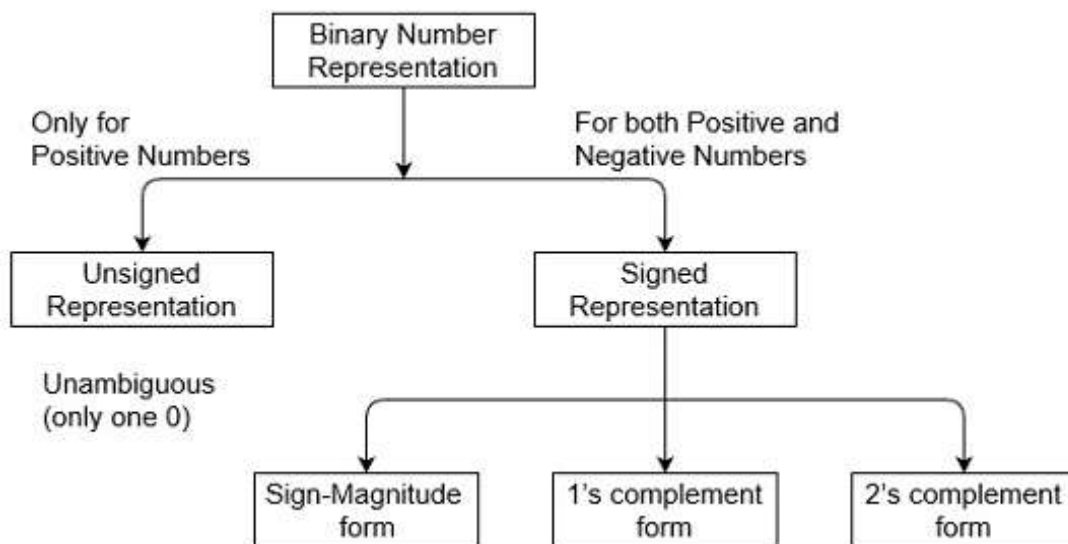 Binary Number
Representation
Only for
Positive Numbers
For both Positive and
Negative Numbers
Unsigned
Representation
Signed
Representation
Unambiguous
(only one 0)
Sign-Magnitude
form
1's complement
form
2's complement
form